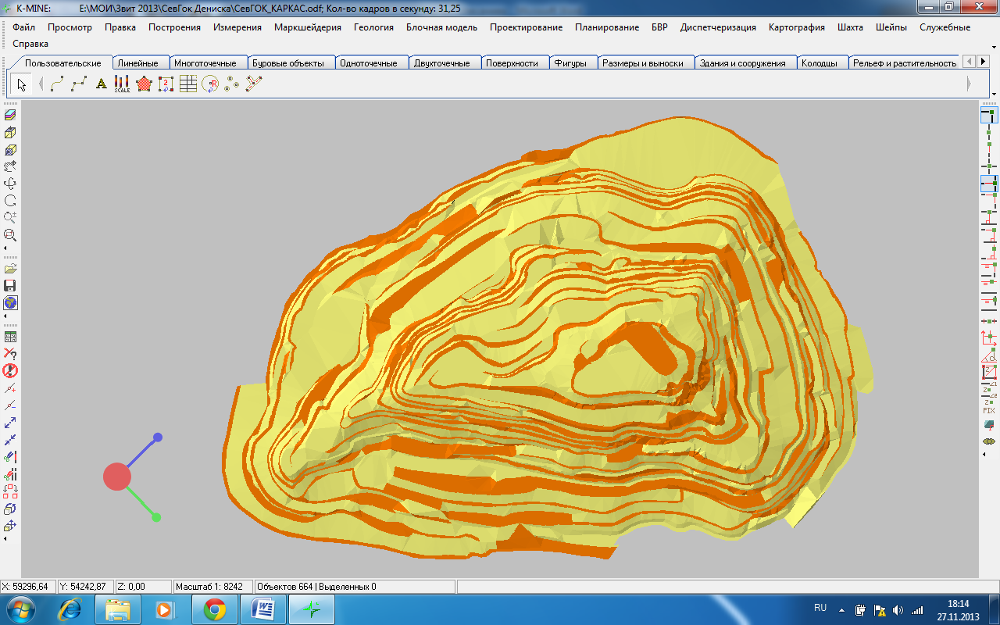 K-MINE: E:\МОИ\Звит 2013\СевГок Дениска\СевГОК_КАРКАС.odf; Кол-во кадров в секунду: 31,25
Файл Просмотр Правка Построения Измерения Маркшейдерия Геология Блочная модель Проектирование Планирование БВР Диспетчеризация Картография Шахта Шейпы Служебные
Справка
Пользовательские Линейные Многоточечные Буровые объекты Одноточечные Двухточечные Поверхности Фигуры Размеры и выноски Здания и сооружения Колодцы Рельеф и растительность
A SCALE 2 R
Z
Z1
Z=
Z2
Z=
FIX
X: 59296,64 Y: 54242,87 Z: 0,00 Масштаб 1: 8242 Объектов 664 | Выделенных 0
RU 18:14
27.11.2013